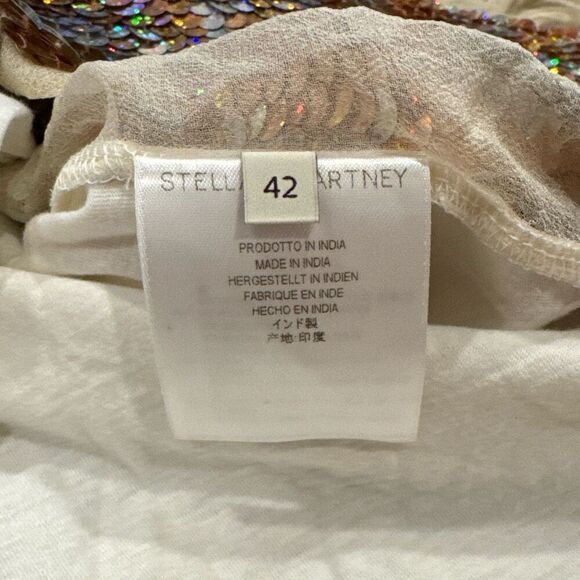 STELL ARTNEY
42
PRODOTTO IN INDIA
MADE IN INDIA
HERGESTELLT IN INDIEN
FABRIQUE EN INDE
HECHO EN INDIA
インド製
产地:印度